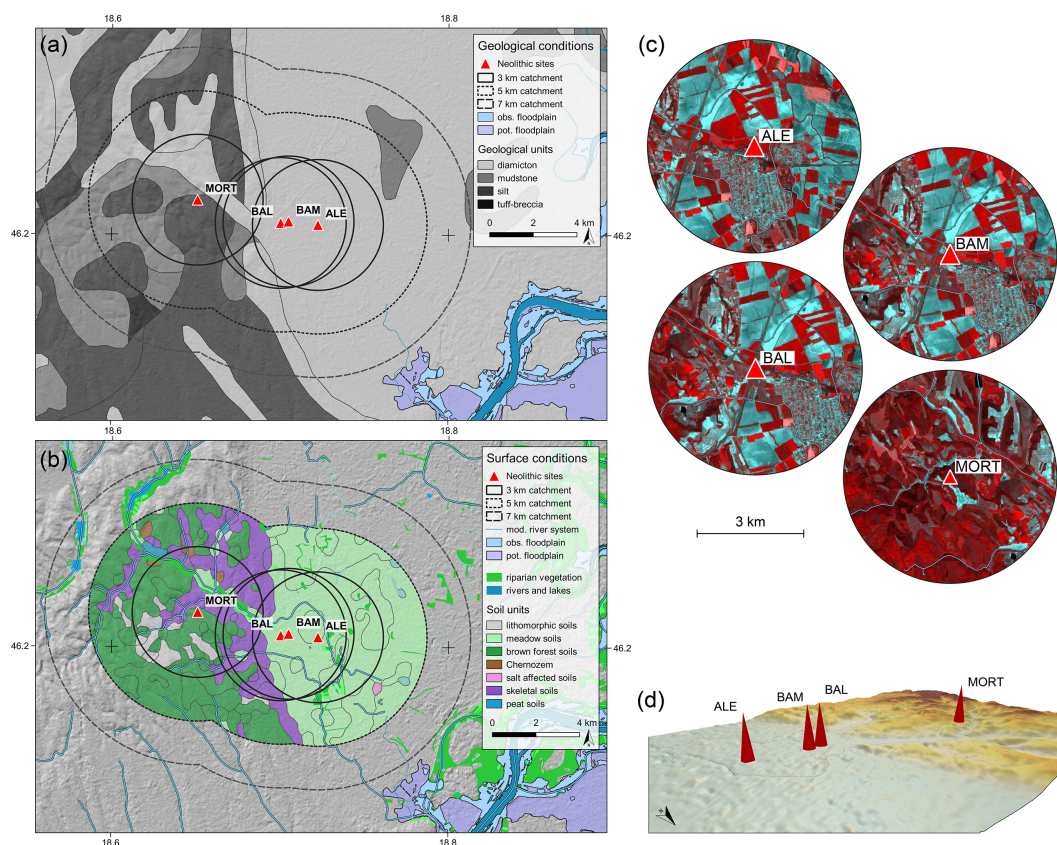 (a)
18.6
18.8
Geological conditions
Neolithic sites
3 km catchment
5 km catchment
7 km catchment
obs. floodplain
pot. floodplain
Geological units
diamicton
mudstone
silt
tuff-breccia
0 2 4 km
MORT
BAL
BAM
ALE
46.2
46.2
18.6
18.8
(b)
Surface conditions
Neolithic sites
3 km catchment
5 km catchment
7 km catchment
mod. river system
obs. floodplain
pot. floodplain
riparian vegetation
rivers and lakes
Soil units
lithomorphic soils
meadow soils
brown forest soils
Chernozem
salt affected soils
skeletal soils
peat soils
0 2 4 km
MORT
BAL
BAM
ALE
46.2
46.2
18.6
18.8
(c)
ALE
BAM
BAL
MORT
3 km
(d)
ALE
BAM
BAL
MORT